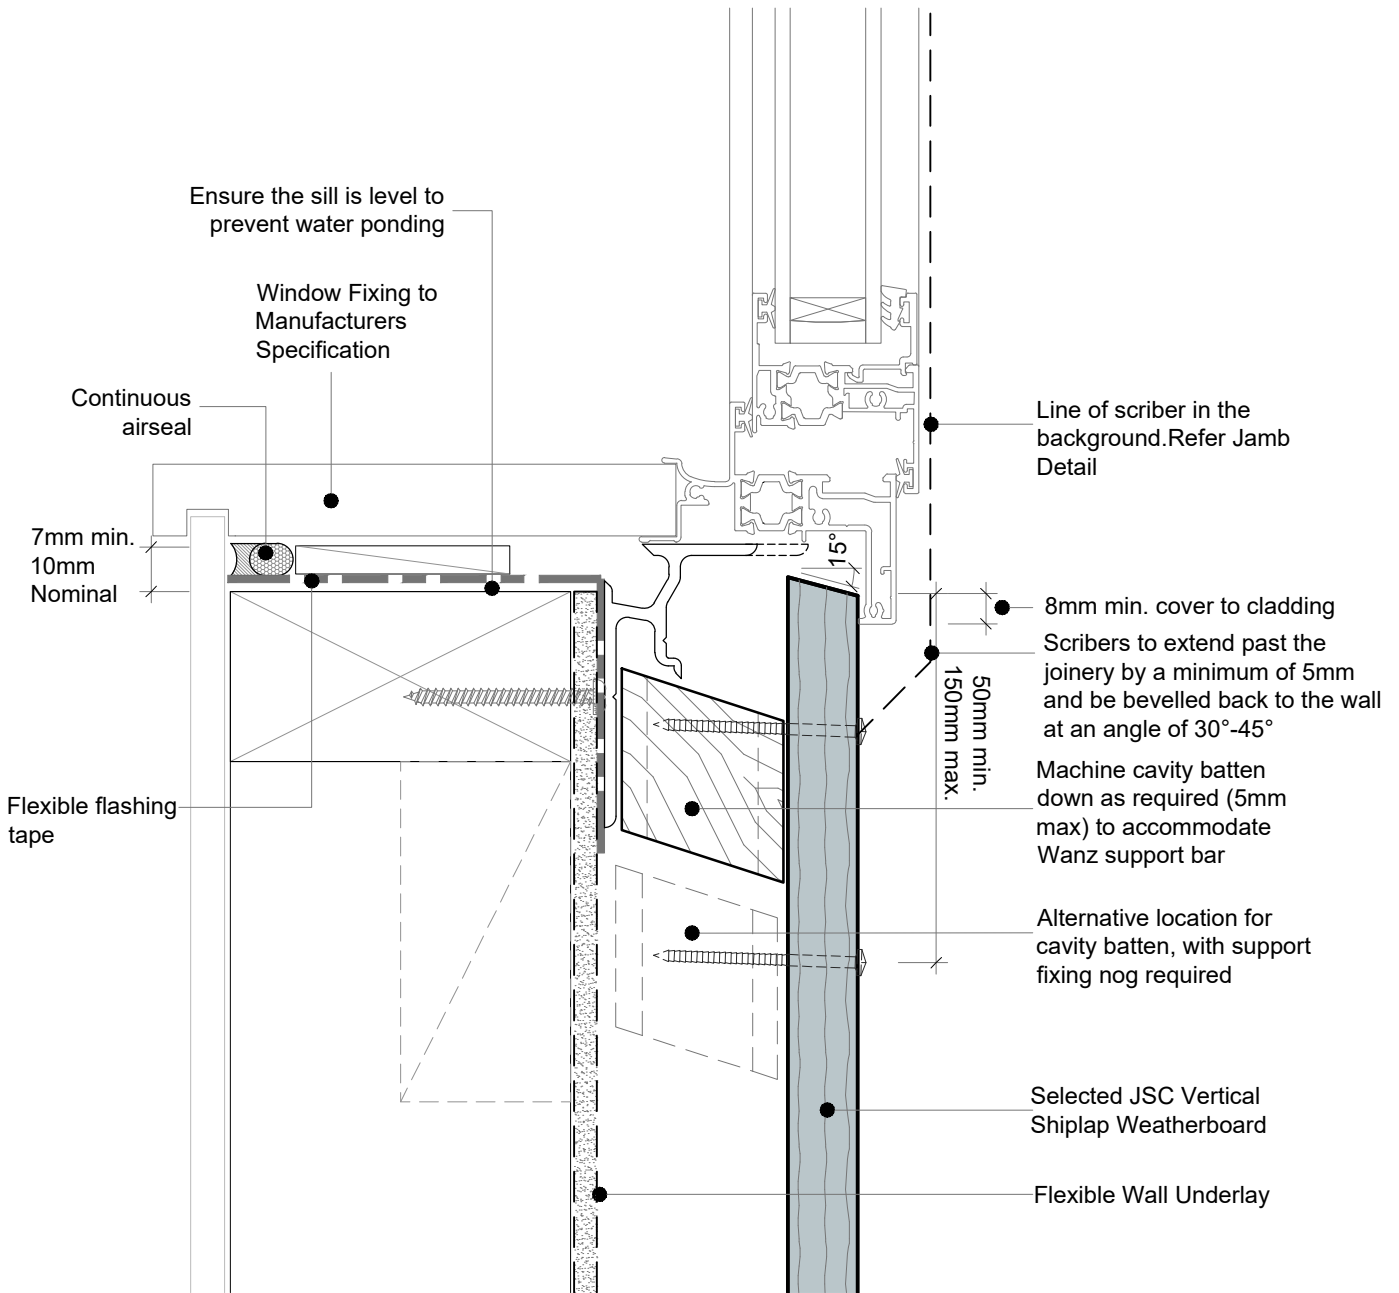 Ensure the sill is level to
prevent water ponding
Window Fixing to
Manufacturers
Specification
Continuous
airseal
7mm min.
10mm
Nominal
Flexible flashing
tape
15°
Line of scriber in the
background.Refer Jamb
Detail
8mm min. cover to cladding
Scribers to extend past the
joinery by a minimum of 5mm
and be bevelled back to the wall
at an angle of 30°-45°
50mm min.
150mm max.
Machine cavity batten
down as required (5mm
max) to accommodate
Wanz support bar
Alternative location for
cavity batten, with support
fixing nog required
Selected JSC Vertical
Shiplap Weatherboard
Flexible Wall Underlay